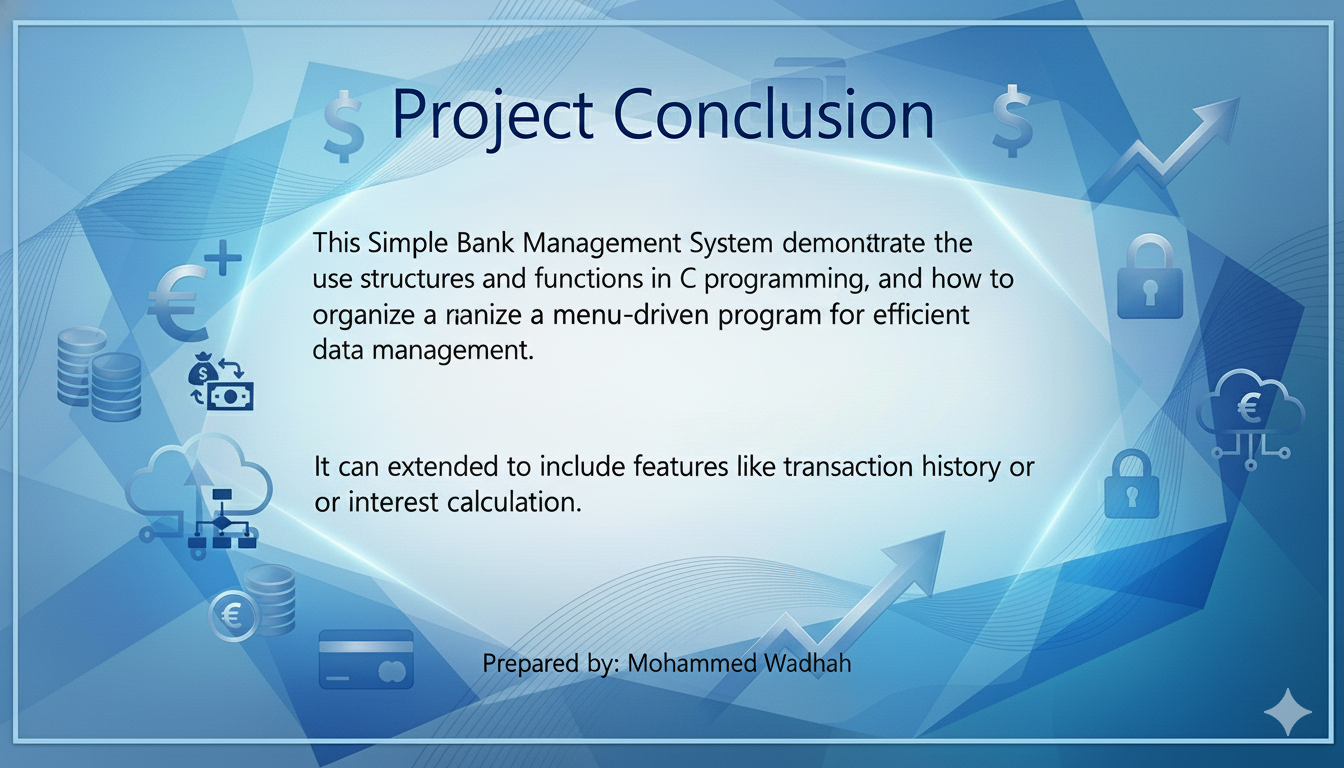 Project Conclusion
This Simple Bank Management System demonttrate the
use structures and functions in C programming, and how to
organize a rianize a menu-driven program for efficient
data management.
It can extended to include features like transaction history or
or interest calculation.
Prepared by: Mohammed Wadhah